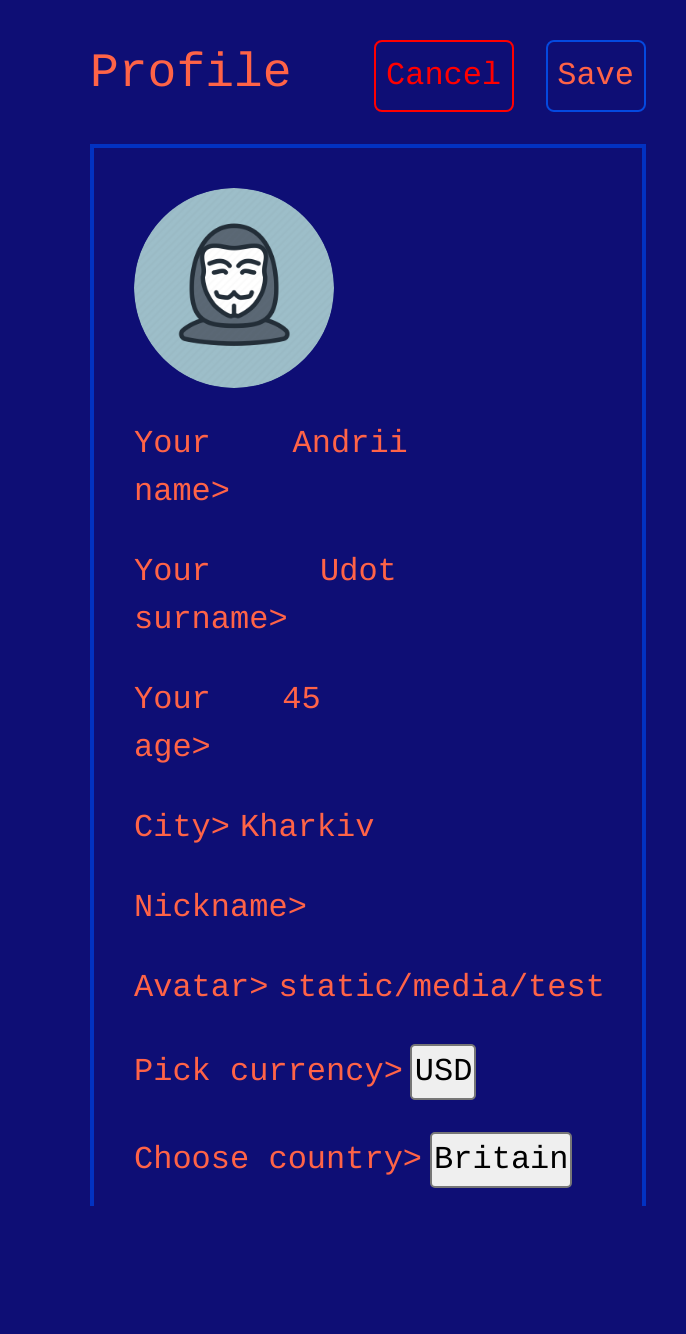 Profile Cancel Save
Your Andrii
name>
Your Udot
surname>
Your 45
age>
City> Kharkiv
Nickname>
Avatar> static/media/test
Pick currency> USD
Choose country> Britain